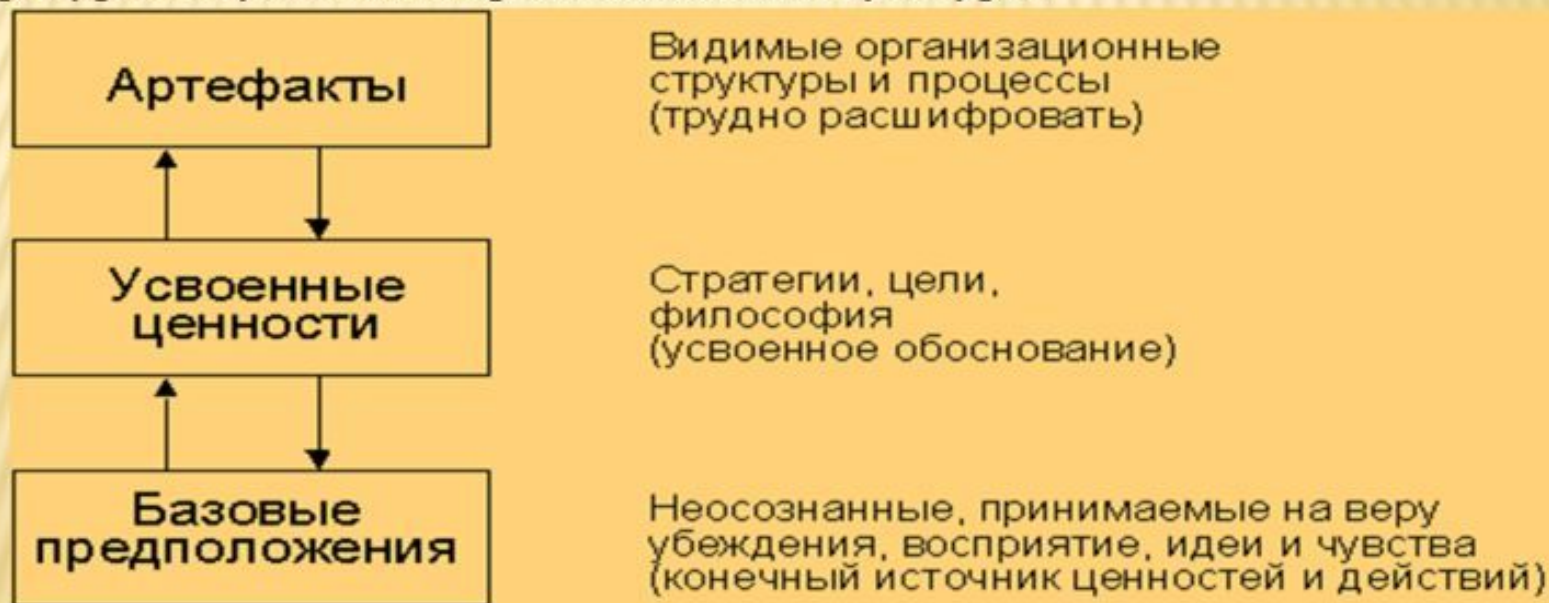 Артефакты
Видимые организационные
структуры и процессы
(трудно расшифровать)
Усвоенные
ценности
Стратегии, цели,
философия
(усвоенное обоснование)
Базовые
предположения
Неосознанные, принимаемые на веру
убеждения, восприятие, идеи и чувства
(конечный источник ценностей и действий)